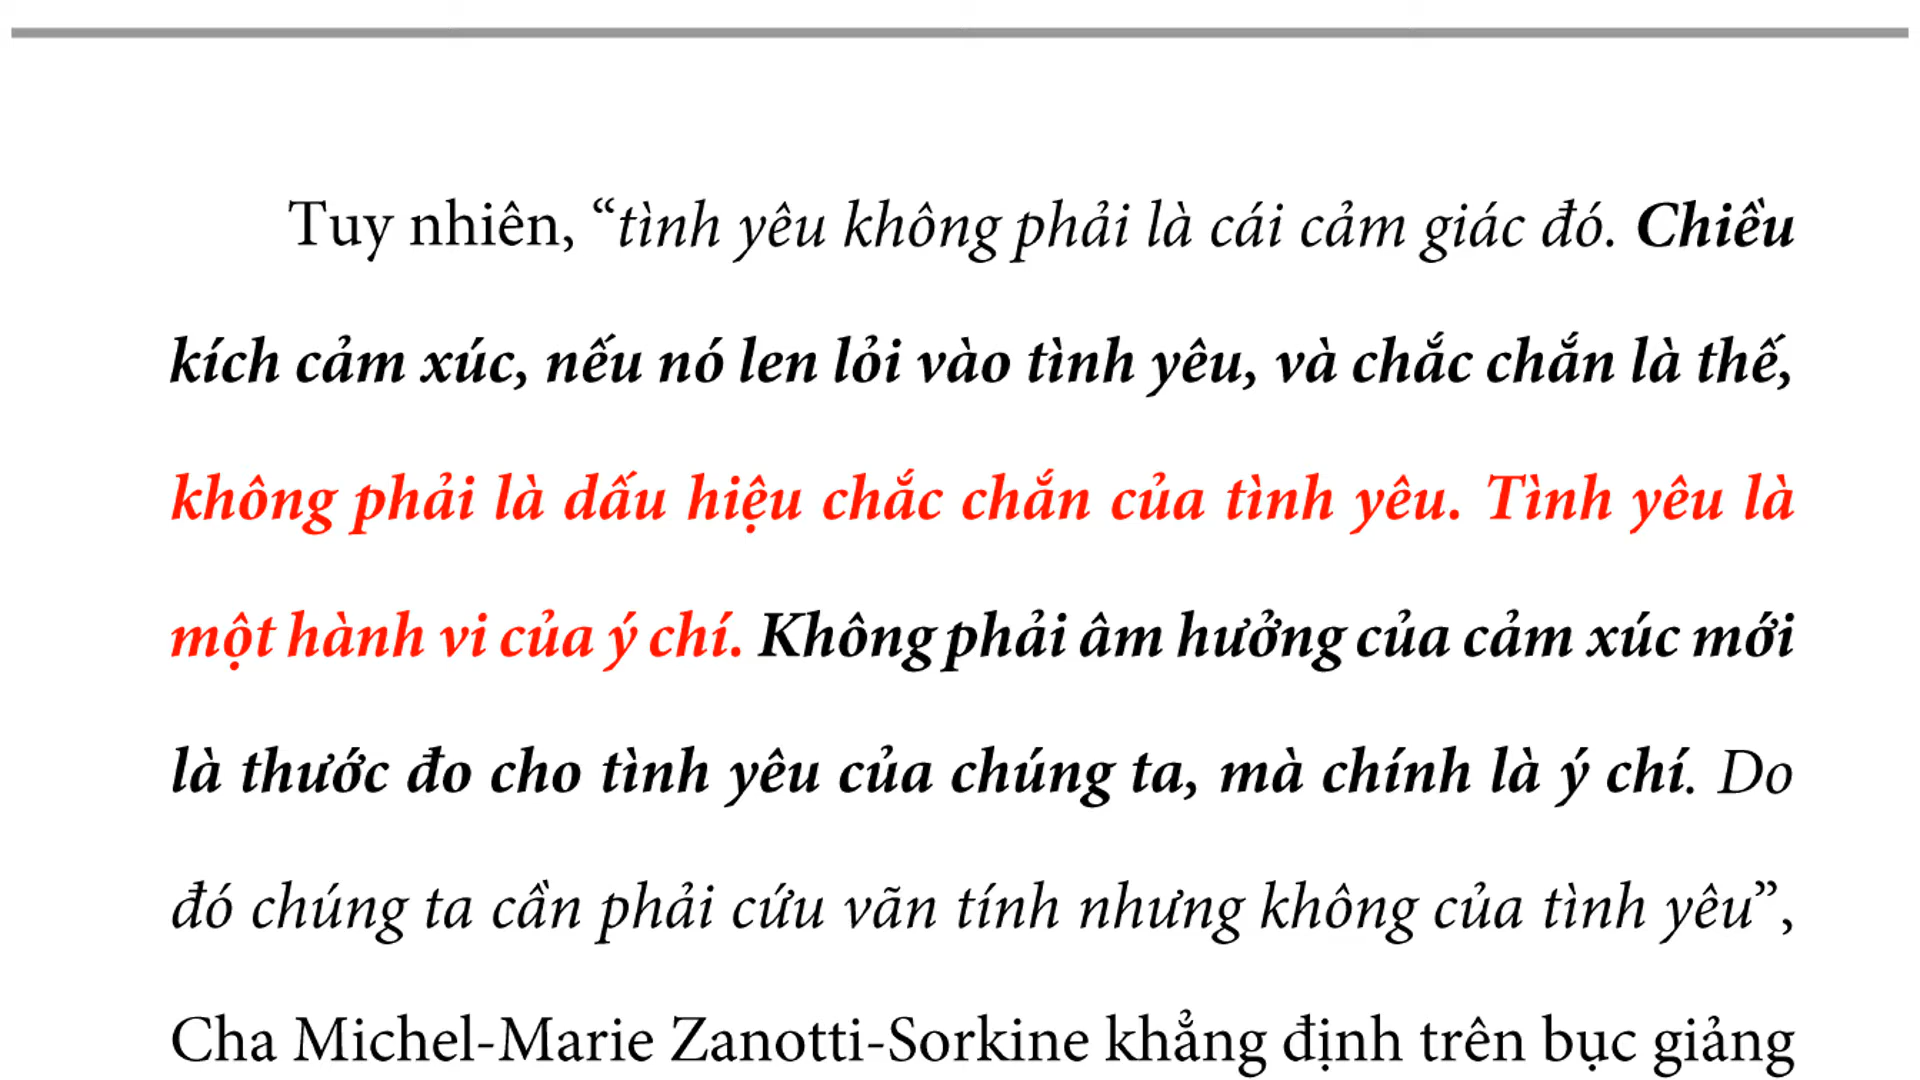 Tuy nhiên, “tình yêu không phải là cái cảm giác đó. Chiều
kích cảm xúc, nếu nó len lỏi vào tình yêu, và chắc chắn là thế,
không phải là dấu hiệu chắc chắn của tình yêu. Tình yêu là
một hành vi của ý chí. Không phải âm hưởng của cảm xúc mới
là thước đo cho tình yêu của chúng ta, mà chính là ý chí. Do
đó chúng ta cần phải cứu vãn tính nhưng không của tình yêu”,
Cha Michel-Marie Zanotti-Sorkine khẳng định trên bục giảng